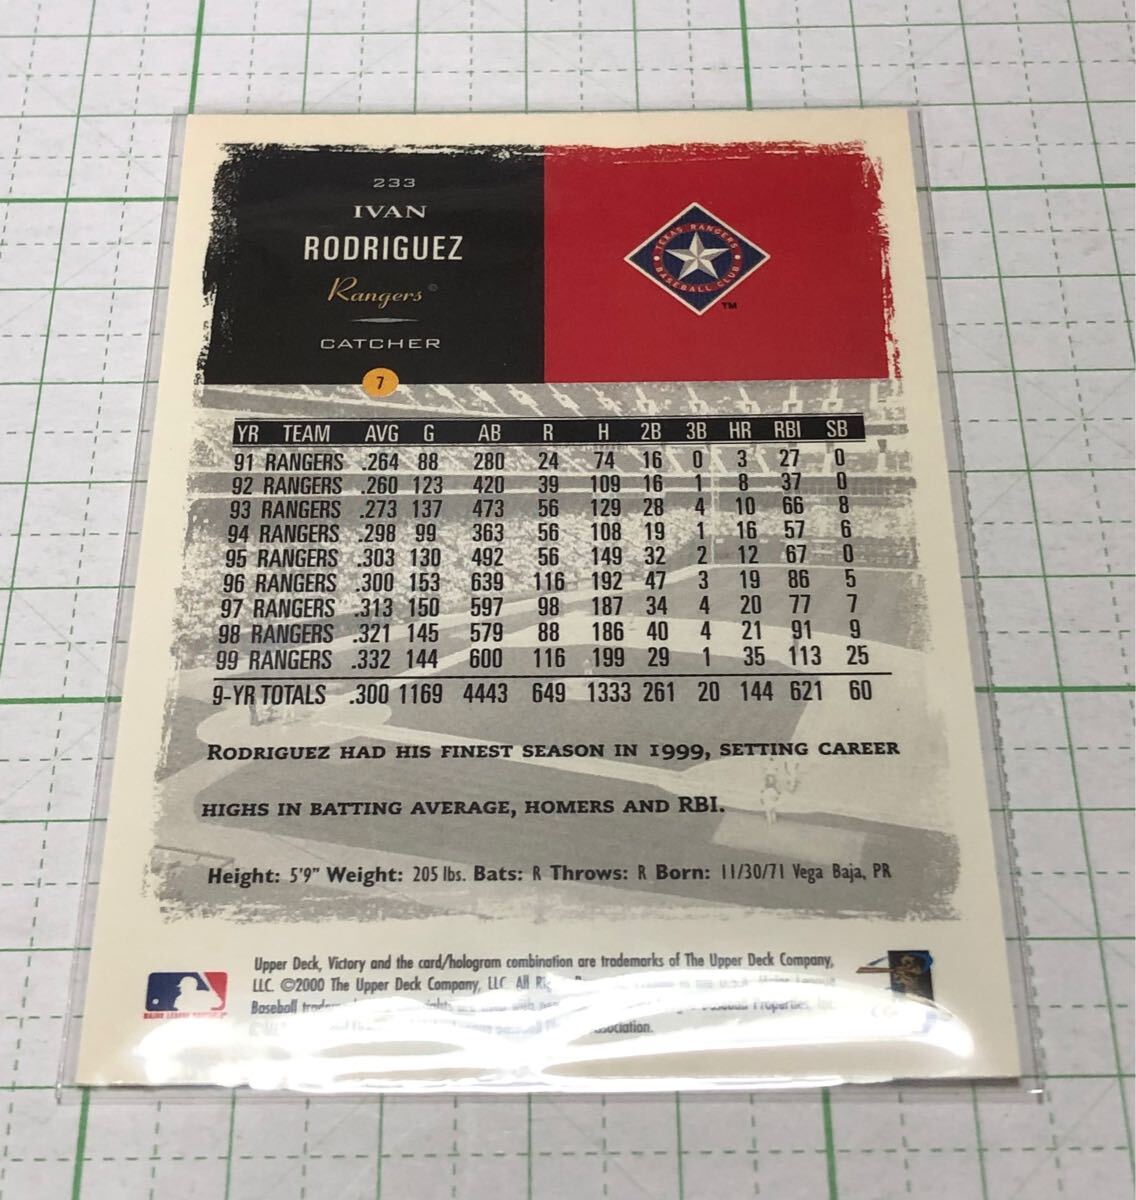 233
IVAN
RODRIGUEZ
Rangers©
CATCHER
7
TEXAS RANGERS
BASEBALL CLUB
TM
YR TEAM AVG G AB R H 2B 3B HR RBI SB
91 RANGERS .264 88 280 24 74 16 0 3 27 0
92 RANGERS .260 123 420 39 109 16 1 8 37 0
93 RANGERS .273 137 473 56 129 28 4 10 66 8
94 RANGERS .298 99 363 56 108 19 1 16 57 6
95 RANGERS .303 130 492 56 149 32 2 12 67 0
96 RANGERS .300 153 639 116 192 47 3 19 86 5
97 RANGERS .313 150 597 98 187 34 4 20 77 7
98 RANGERS .321 145 579 88 186 40 4 21 91 9
99 RANGERS .332 144 600 116 199 29 1 35 113 25
9-YR TOTALS .300 1169 4443 649 1333 261 20 144 621 60
RODRIGUEZ HAD HIS FINEST SEASON IN 1999, SETTING CAREER
HIGHS IN BATTING AVERAGE, HOMERS AND RBI.
Height: 5'9" Weight: 205 lbs. Bats: R Throws: R Born: 11/30/71 Vega Baja, PR
Upper Deck, Victory and the card/hologram combination are trademarks of The Upper Deck Company,
LLC. ©2000 The Upper Deck Company, LLC. All U.S.A. Major League
Baseball Baseball Properties, Inc.